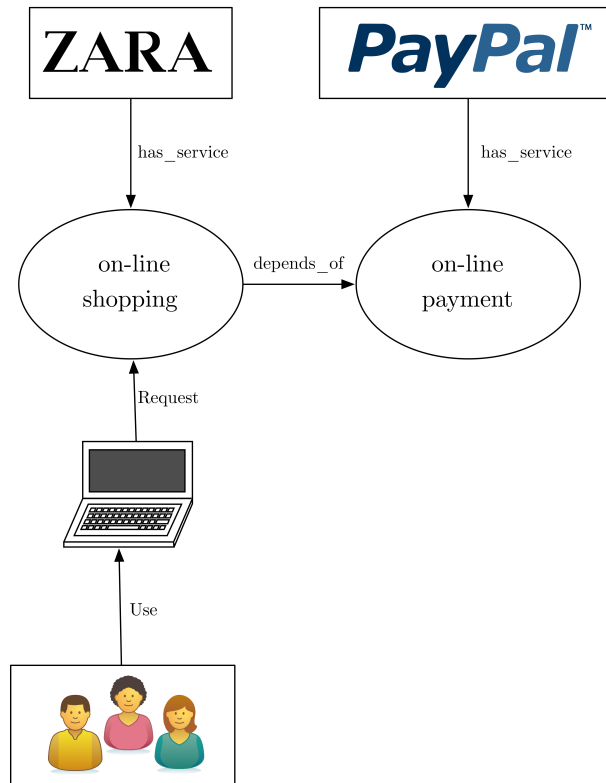 ZARA
PayPal™
has_service
has_service
on-line
shopping
depends_of
on-line
payment
Request
Use